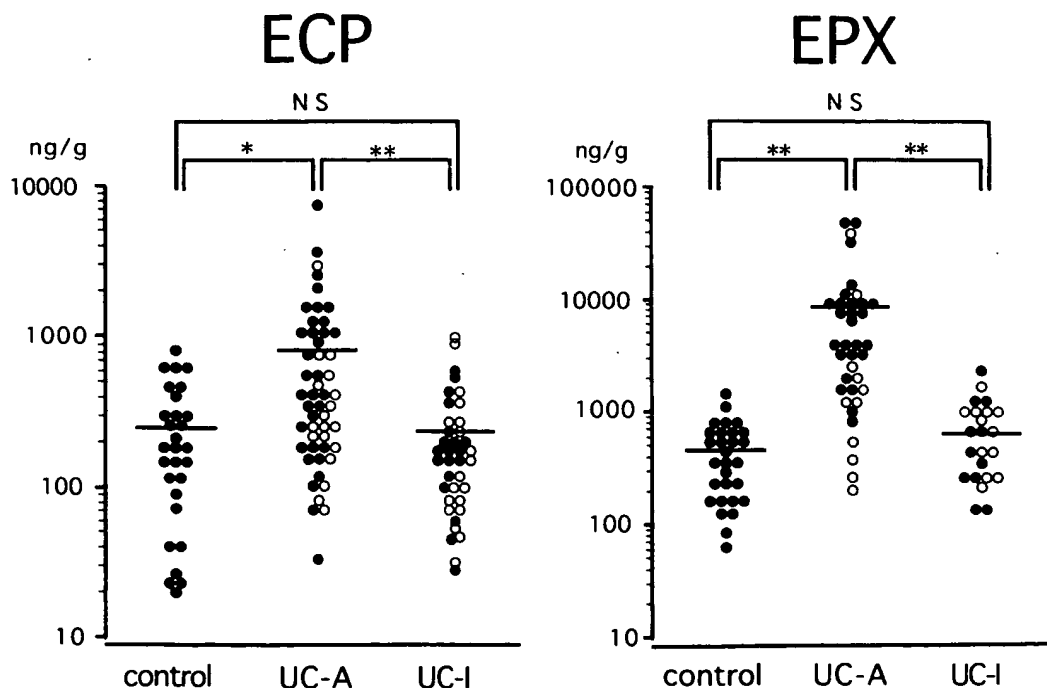 ECP
NS
ng/g
*
**
10000
1000
100
10
control
UC-A
UC-I
EPX
NS
ng/g
**
**
100000
10000
1000
100
10
control
UC-A
UC-I